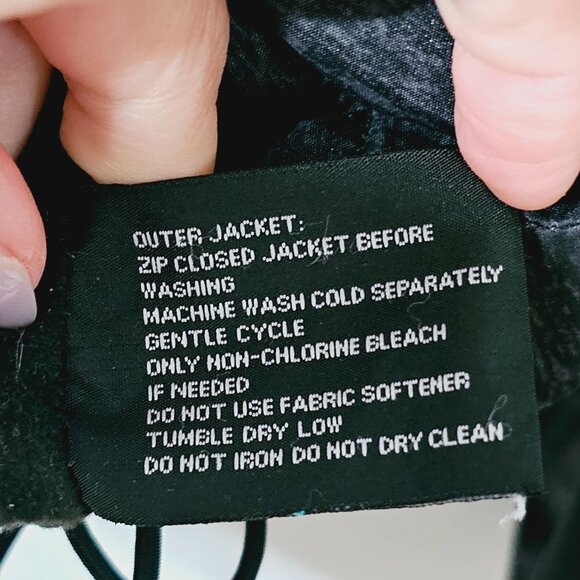 OUTER JACKET:
ZIP CLOSED JACKET BEFORE
WASHING
MACHINE WASH COLD SEPARATELY
GENTLE CYCLE
ONLY NON-CHLORINE BLEACH
IF NEEDED
DO NOT USE FABRIC SOFTENER
TUMBLE DRY LOW
DO NOT IRON DO NOT DRY CLEAN